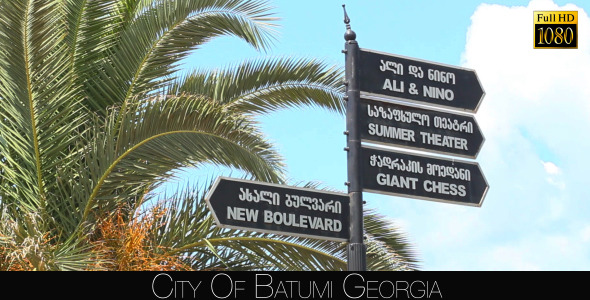 Full HD
1080
ალი და ნინო
ALI & NINO
საზაფხულო თეატრი
SUMMER THEATER
ჭადრაკის მოედანი
GIANT CHESS
ახალი ბულვარი
NEW BOULEVARD
City Of Batumi Georgia